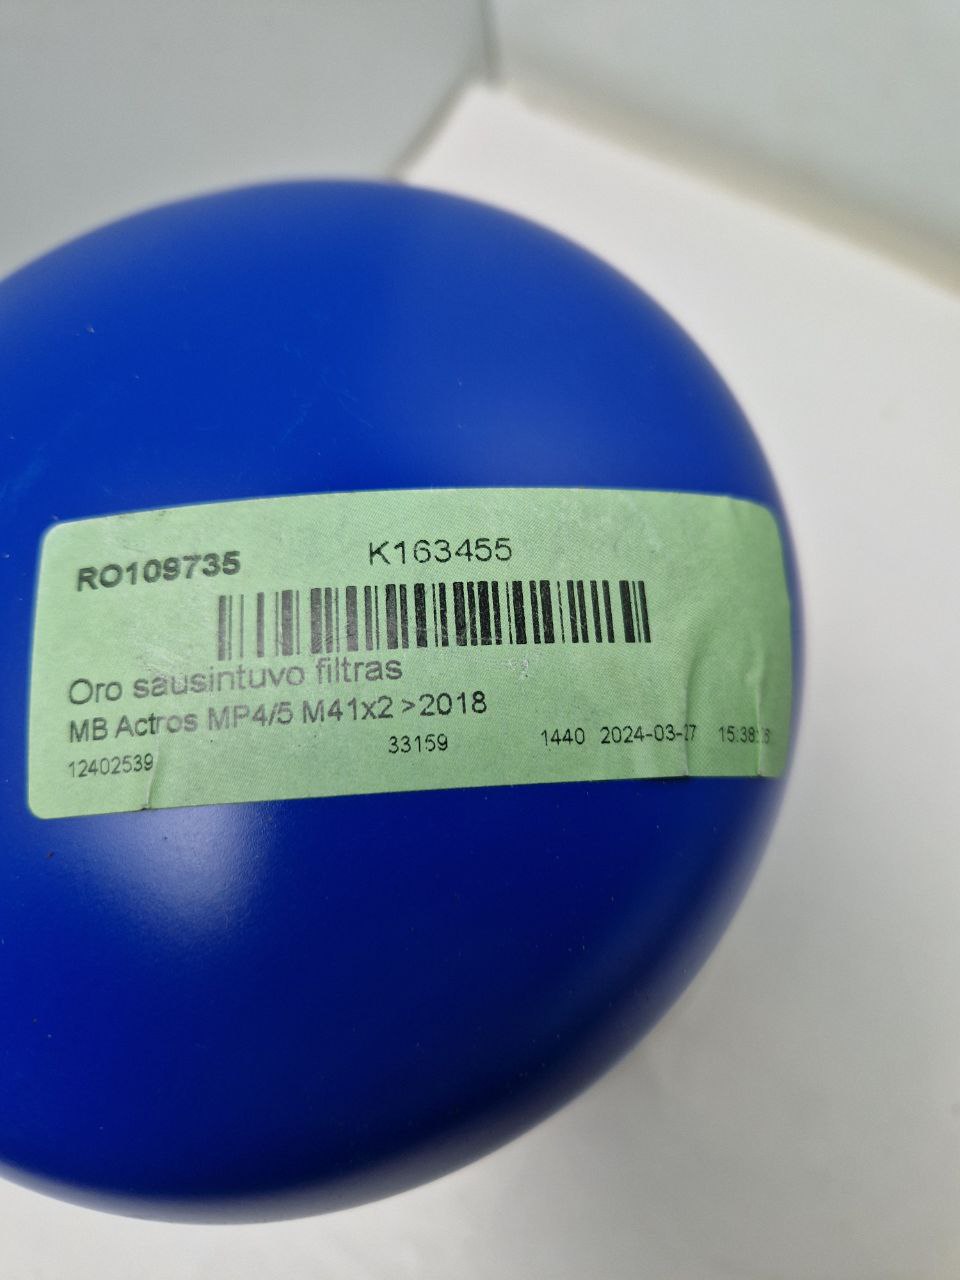 RO109735 K163455
Oro sausintuvo filtras
MB Actros MP4/5 M41x2 >2018
12402539 33159 1440 2024-03-27